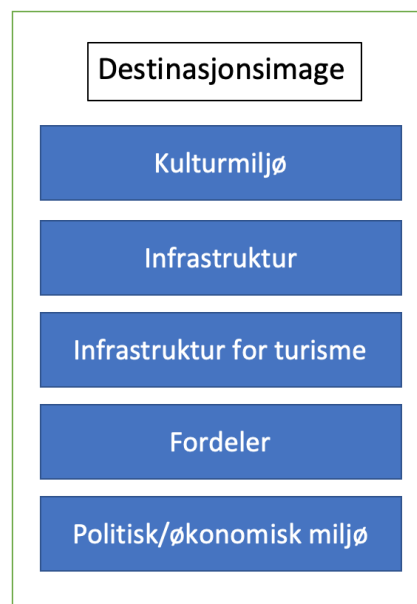 Destinasjonsimage
Kulturmiljø
Infrastruktur
Infrastruktur for turisme
Fordeler
Politisk/økonomisk miljø